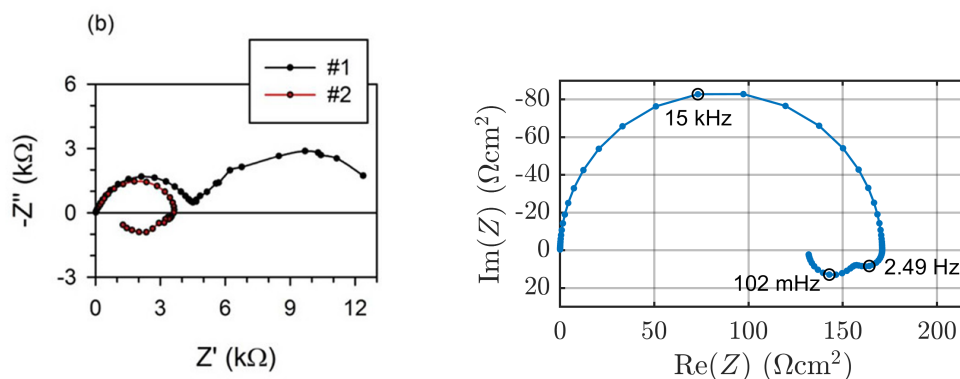 (b)
#1
#2
6
3
0
-3
-Z" (kΩ)
0
3
6
9
12
Z' (kΩ)
-80
-60
-40
-20
0
20
Im(Z) (Ωcm²)
15 kHz
102 mHz
2.49 Hz
0
50
100
150
200
Re(Z) (Ωcm²)